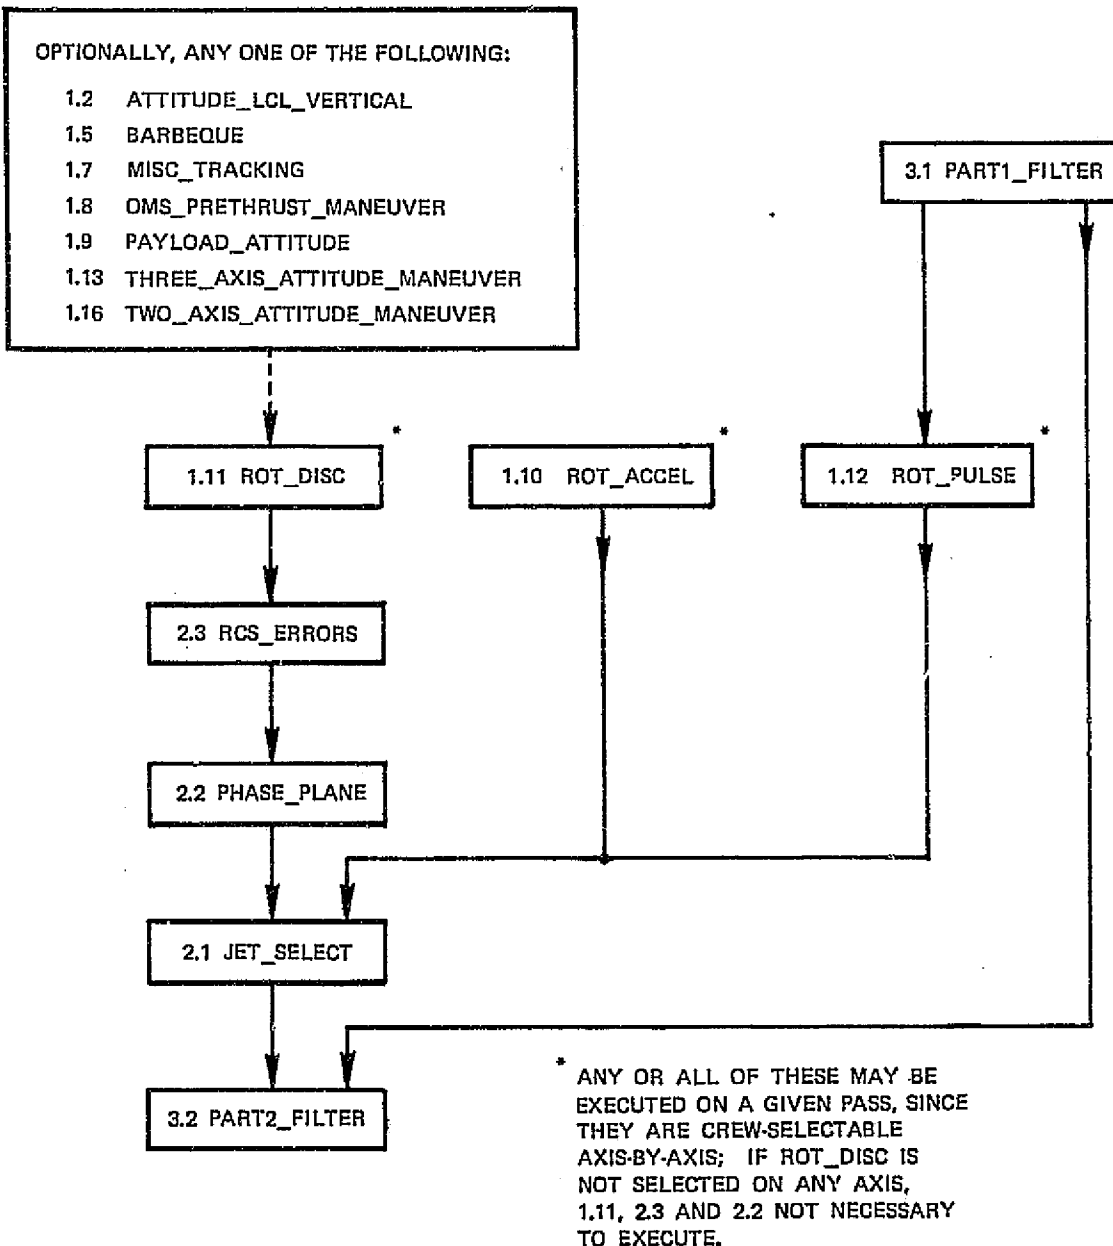 OPTIONALLY, ANY ONE OF THE FOLLOWING:
1.2 ATTITUDE_LCL_VERTICAL
1.5 BARBEQUE
1.7 MISC_TRACKING
1.8 OMS_PRETHRUST_MANEUVER
1.9 PAYLOAD_ATTITUDE
1.13 THREE_AXIS_ATTITUDE_MANEUVER
1.16 TWO_AXIS_ATTITUDE_MANEUVER
3.1 PART1_FILTER
*
*
*
1.11 ROT_DISC
1.10 ROT_ACCEL
1.12 ROT_PULSE
2.3 RCS_ERRORS
2.2 PHASE_PLANE
2.1 JET_SELECT
3.2 PART2_FILTER
* ANY OR ALL OF THESE MAY BE
EXECUTED ON A GIVEN PASS, SINCE
THEY ARE CREW-SELECTABLE
AXIS-BY-AXIS; IF ROT_DISC IS
NOT SELECTED ON ANY AXIS,
1.11, 2.3 AND 2.2 NOT NECESSARY
TO EXECUTE.